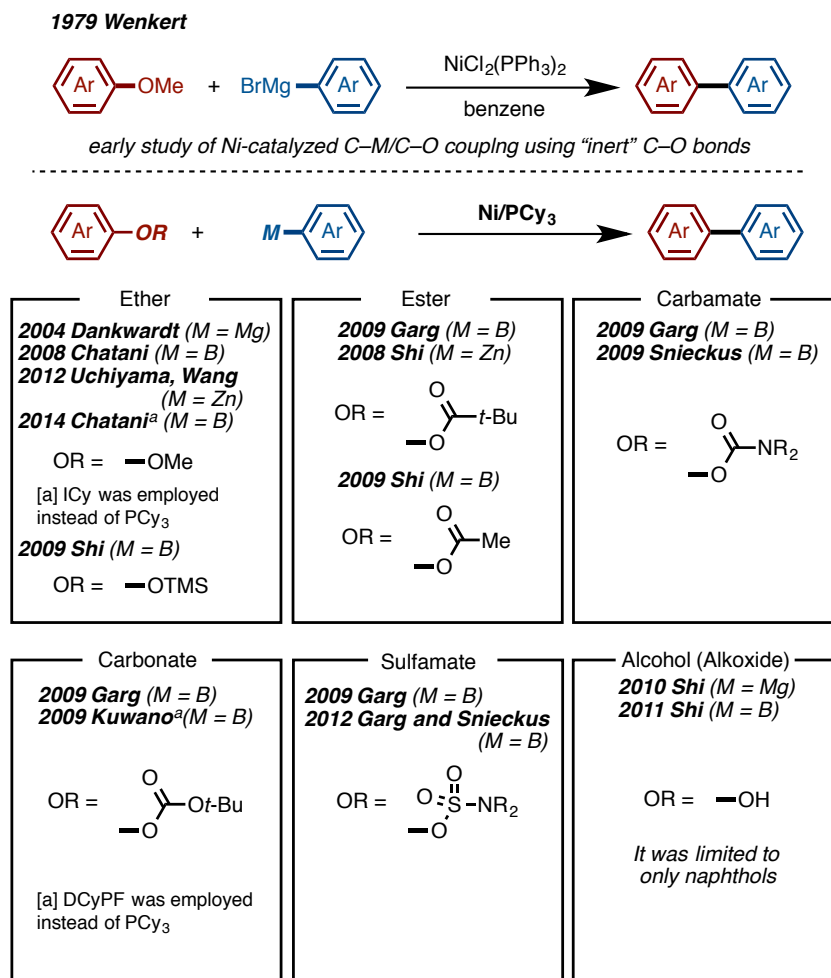 1979 Wenkert
Ar OMe + BrMg Ar NiCl2(PPh3)2 benzene Ar Ar
early study of Ni-catalyzed C–M/C–O couplng using “inert” C–O bonds
Ar OR + M Ar Ni/PCy3 Ar Ar
Ether
2004 Dankwardt (M = Mg)
2008 Chatani (M = B)
2012 Uchiyama, Wang
(M = Zn)
2014 Chatani^a (M = B)
OR = OMe
[a] ICy was employed
instead of PCy3
2009 Shi (M = B)
OR = OTMS
Ester
2009 Garg (M = B)
2008 Shi (M = Zn)
O
OR = t-Bu
O
2009 Shi (M = B)
O
OR = Me
O
Carbamate
2009 Garg (M = B)
2009 Snieckus (M = B)
O
OR = NR2
O
Carbonate
2009 Garg (M = B)
2009 Kuwano^a(M = B)
O
OR = Ot-Bu
O
[a] DCyPF was employed
instead of PCy3
Sulfamate
2009 Garg (M = B)
2012 Garg and Snieckus
(M = B)
O
OR = O S NR2
O
Alcohol (Alkoxide)
2010 Shi (M = Mg)
2011 Shi (M = B)
OR = OH
It was limited to
only naphthols